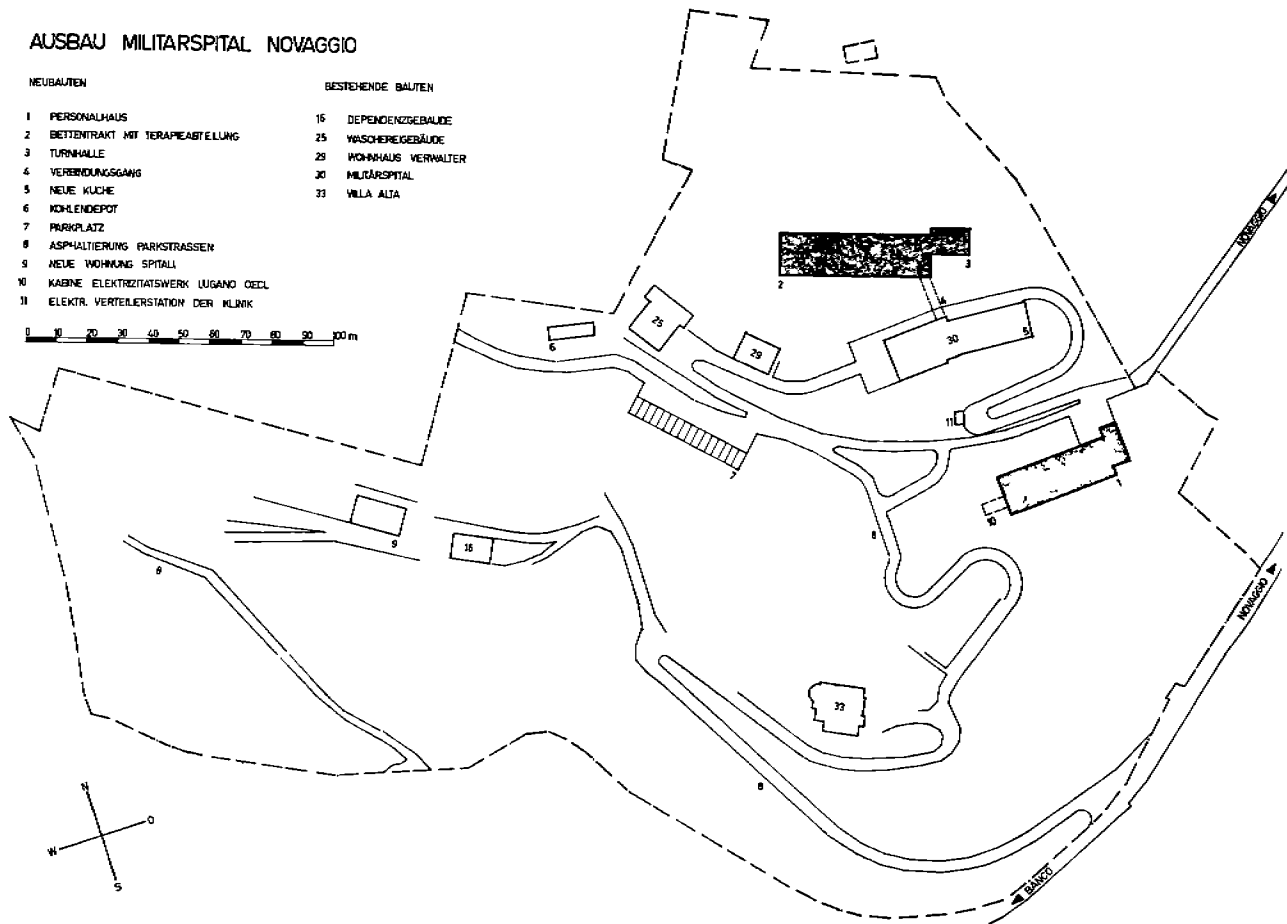 AUSBAU MILITARSPITAL NOVAGGIO
NEUBAUTEN
1 PERSONALHAUS
2 BETTENTRAKT MIT TERAPIEABTEILUNG
3 TURNHALLE
4 VERBINDUNGSGANG
5 NEUE KUCHE
6 KOHLENDEPOT
7 PARKPLATZ
8 ASPHALTIERUNG PARKSTRASSEN
9 NEUE WOHNUNG SPITALL
10 KABINE ELEKTRIZITATSWERK LUGANO OECL
11 ELEKTR. VERTEILERSTATION DER KLINIK
BESTEHENDE BAUTEN
16 DEPENDENZGEBAUDE
25 WASCHEREIGEBÄUDE
29 WOHNHAUS VERWALTER
30 MILITÄRSPITAL
33 VILLA ALTA
0 10 20 30 40 50 60 70 80 90 100 m
NOVAGGIO
2
3
4
25
6
29
30
5
11
7
1
10
8
9
16
8
NOVAGGIO
33
8
BANCO
N
O
W
S